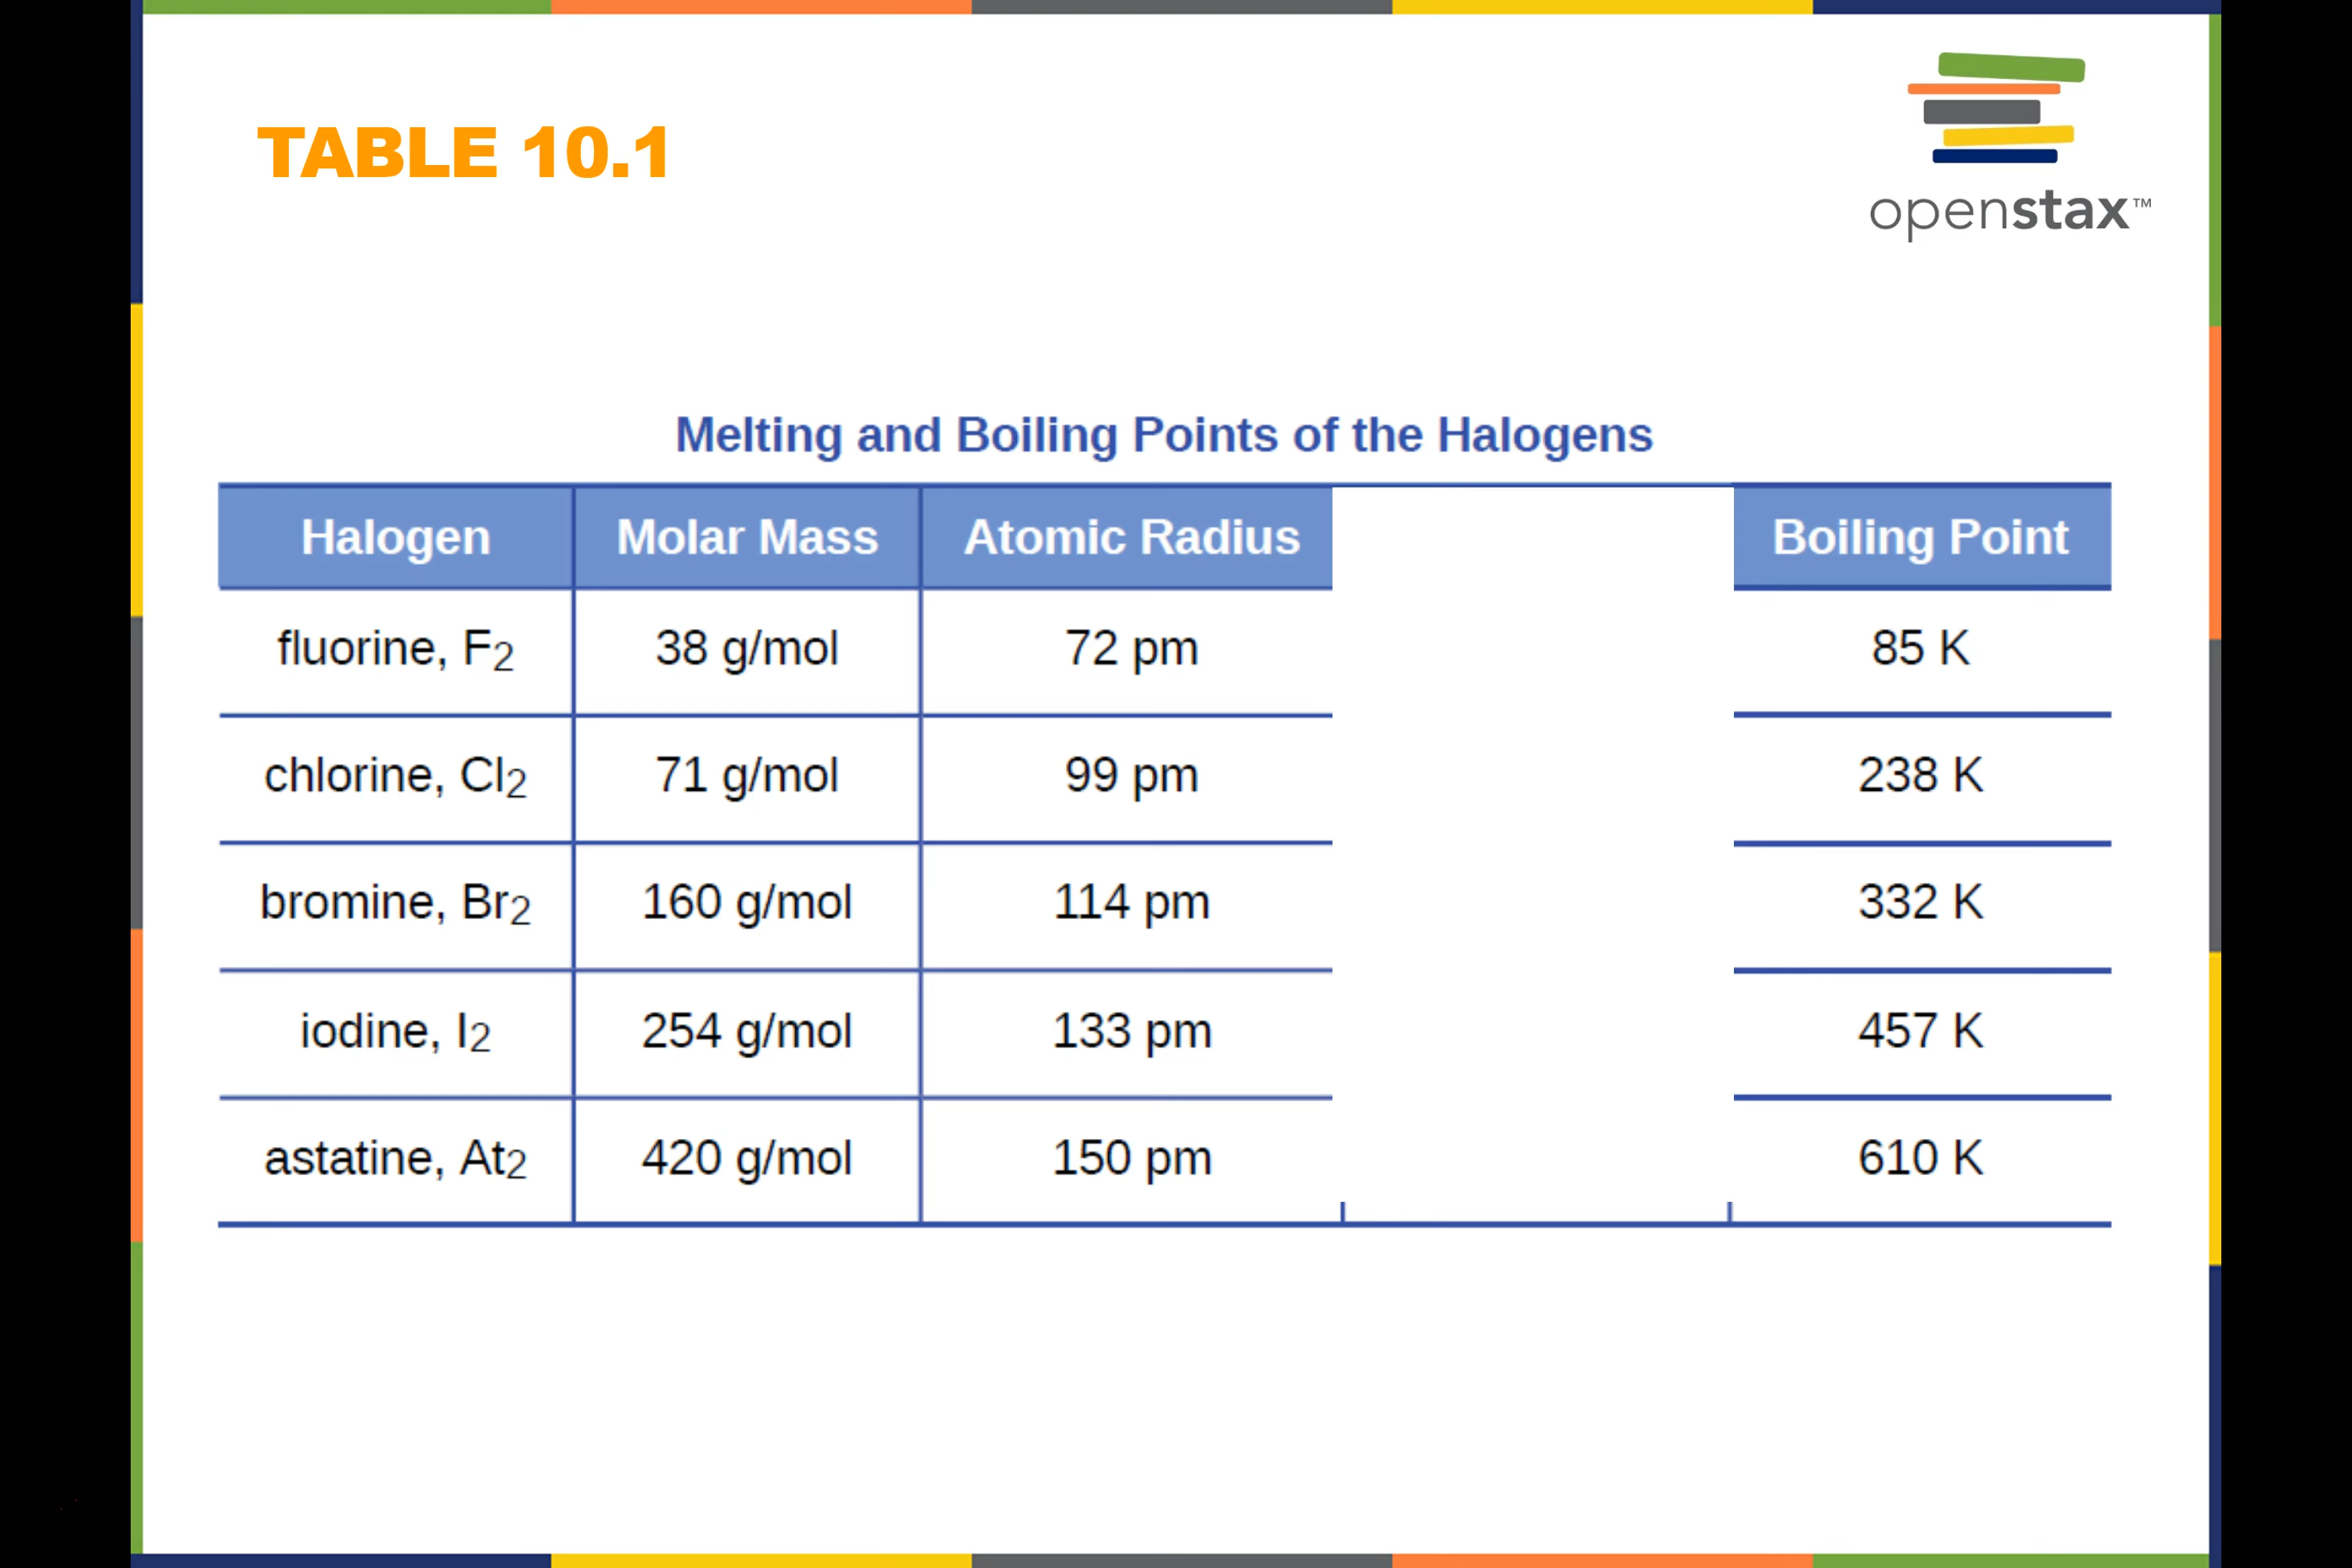 TABLE 10.1
openstax™
Melting and Boiling Points of the Halogens
Halogen Molar Mass Atomic Radius Boiling Point
fluorine, F2 38 g/mol 72 pm 85 K
chlorine, Cl2 71 g/mol 99 pm 238 K
bromine, Br2 160 g/mol 114 pm 332 K
iodine, I2 254 g/mol 133 pm 457 K
astatine, At2 420 g/mol 150 pm 610 K